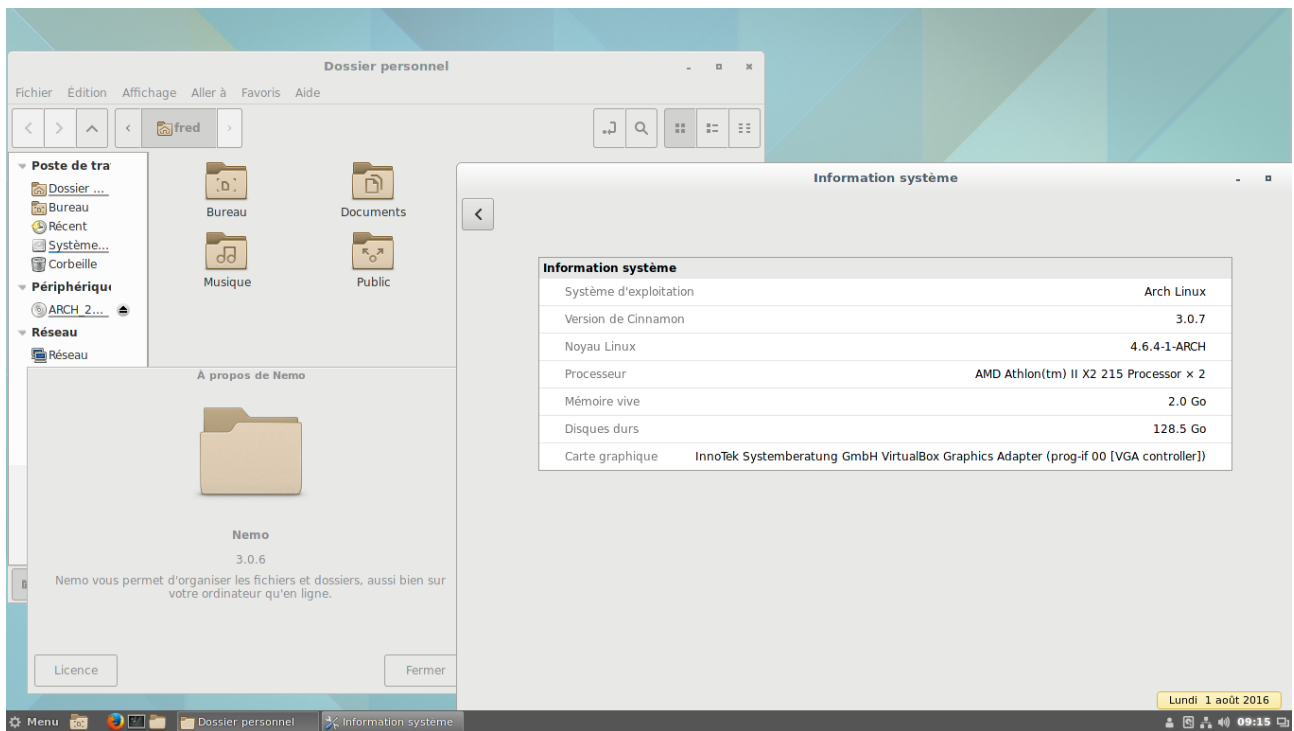 Dossier personnel
Fichier Édition Affichage Aller à Favoris Aide
fred
Poste de tra
Dossier ...
Bureau
Récent
Système...
Corbeille
Périphériqu
ARCH_2...
Réseau
Réseau
Bureau
Documents
Musique
Public
À propos de Nemo
Nemo
3.0.6
Nemo vous permet d'organiser les fichiers et dossiers, aussi bien sur
votre ordinateur qu'en ligne.
Licence
Fermer
Information système
Information système
Système d'exploitation Arch Linux
Version de Cinnamon 3.0.7
Noyau Linux 4.6.4-1-ARCH
Processeur AMD Athlon(tm) II X2 215 Processor × 2
Mémoire vive 2.0 Go
Disques durs 128.5 Go
Carte graphique InnoTek Systemberatung GmbH VirtualBox Graphics Adapter (prog-if 00 [VGA controller])
Lundi 1 août 2016
Menu Dossier personnel Information système 09:15